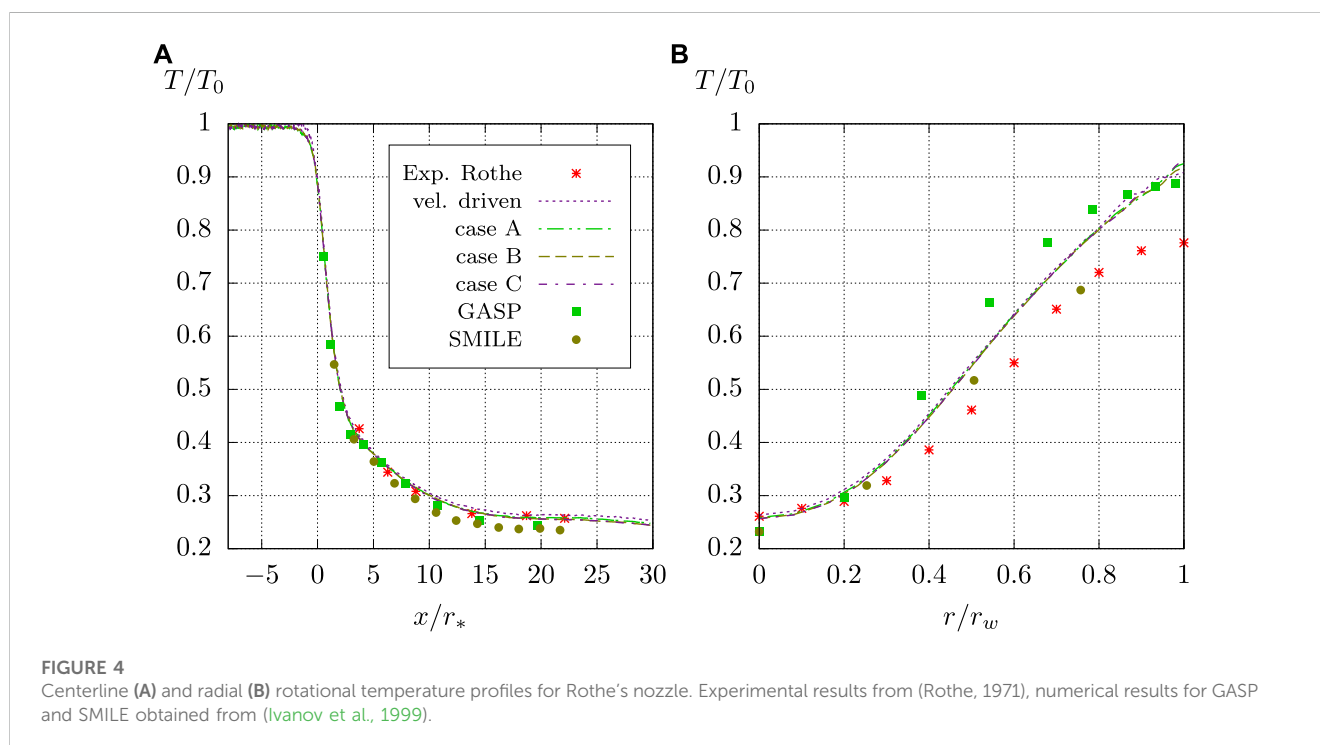 A
B
T/T0
T/T0
1
0.9
0.8
0.7
0.6
0.5
0.4
0.3
0.2
−5 0 5 10 15 20 25 30
x/r*
Exp. Rothe
vel. driven
case A
case B
case C
GASP
SMILE
1
0.9
0.8
0.7
0.6
0.5
0.4
0.3
0.2
0 0.2 0.4 0.6 0.8 1
r/rw
FIGURE 4
Centerline (A) and radial (B) rotational temperature profiles for Rothe's nozzle. Experimental results from (Rothe, 1971), numerical results for GASP
and SMILE obtained from (Ivanov et al., 1999).